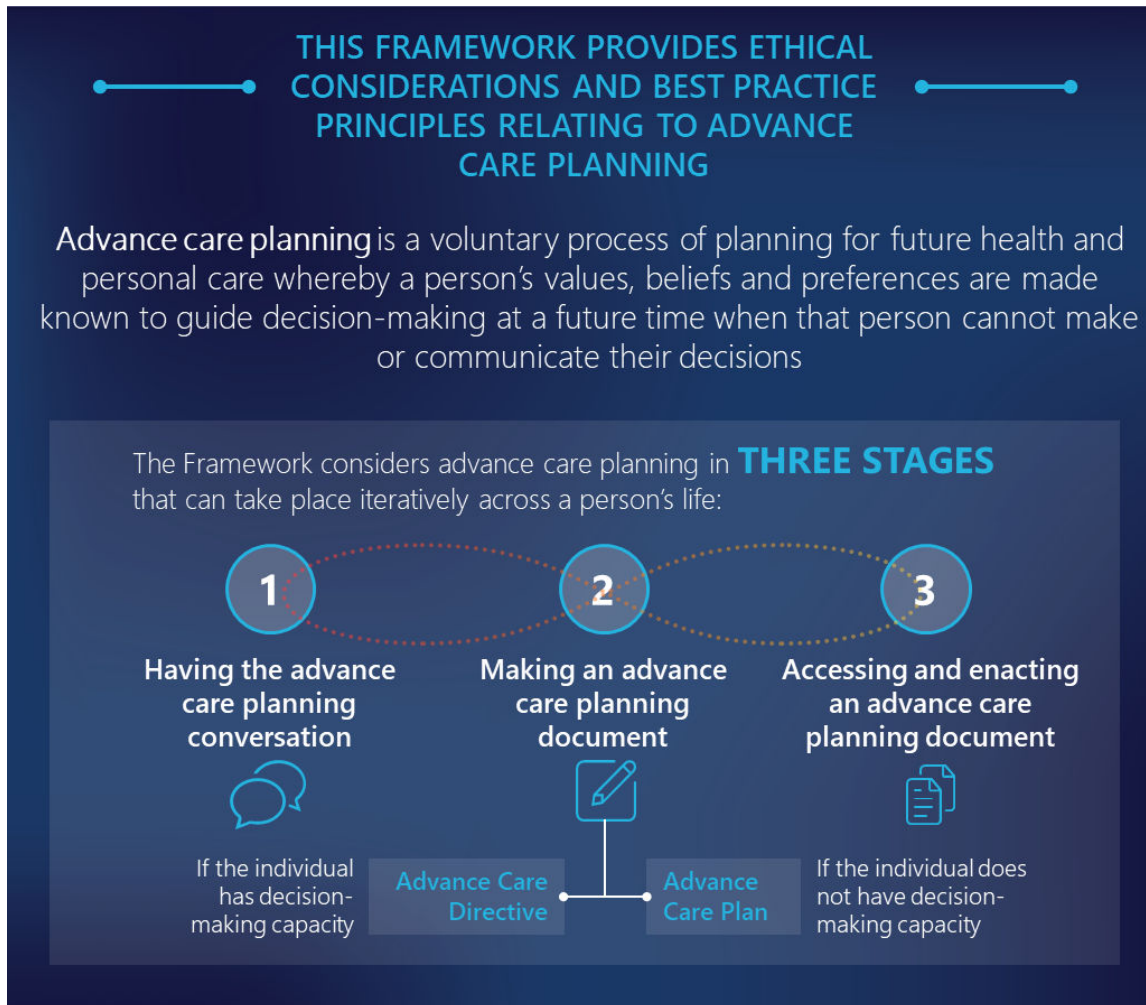 THIS FRAMEWORK PROVIDES ETHICAL
CONSIDERATIONS AND BEST PRACTICE
PRINCIPLES RELATING TO ADVANCE
CARE PLANNING
Advance care planning is a voluntary process of planning for future health and
personal care whereby a person’s values, beliefs and preferences are made
known to guide decision-making at a future time when that person cannot make
or communicate their decisions
The Framework considers advance care planning in THREE STAGES
that can take place iteratively across a person’s life:
1
Having the advance
care planning
conversation
2
Making an advance
care planning
document
3
Accessing and enacting
an advance care
planning document
If the individual
has decision-
making capacity
Advance Care
Directive
Advance
Care Plan
If the individual does
not have decision-
making capacity